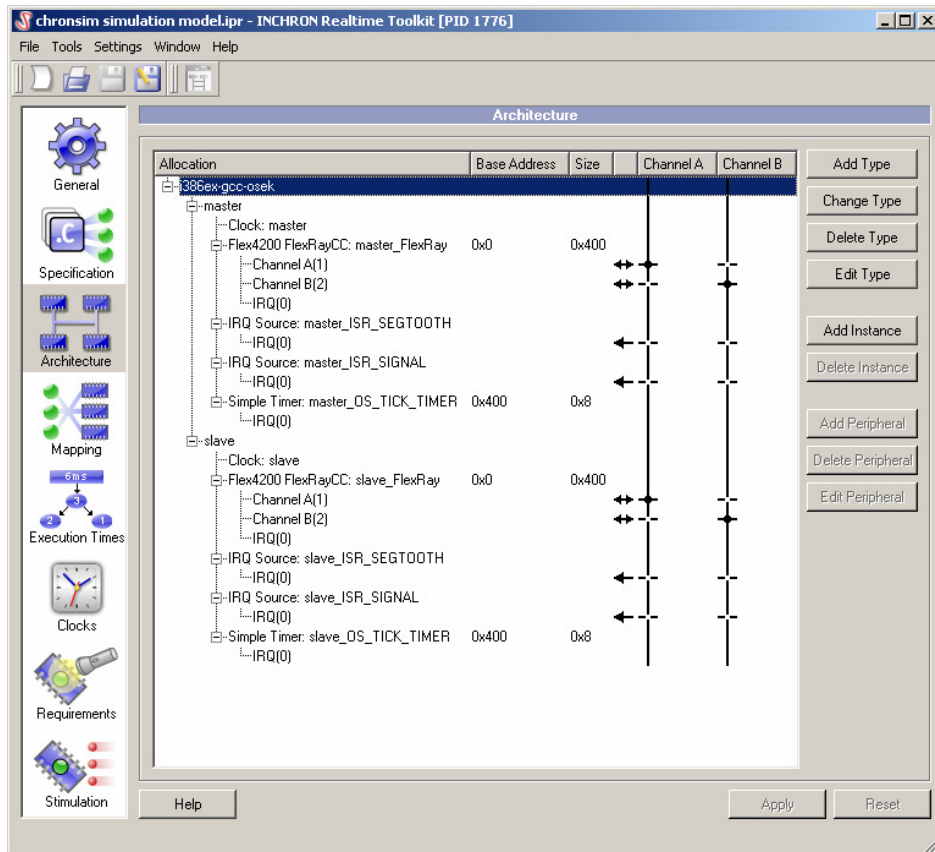 chronsim simulation model.ipr - INCHRON Realtime Toolkit [PID 1776]
File Tools Settings Window Help
Architecture
General
Specification
Architecture
Mapping
6ms
3
2 1
Execution Times
Clocks
Requirements
Stimulation
Allocation Base Address Size Channel A Channel B
i386ex-gcc-osek
master
Clock: master
Flex4200 FlexRayCC: master_FlexRay 0x0 0x400
Channel A(1)
Channel B(2)
IRQ(0)
IRQ Source: master_ISR_SEGTOOTH
IRQ(0)
IRQ Source: master_ISR_SIGNAL
IRQ(0)
Simple Timer: master_OS_TICK_TIMER 0x400 0x8
IRQ(0)
slave
Clock: slave
Flex4200 FlexRayCC: slave_FlexRay 0x0 0x400
Channel A(1)
Channel B(2)
IRQ(0)
IRQ Source: slave_ISR_SEGTOOTH
IRQ(0)
IRQ Source: slave_ISR_SIGNAL
IRQ(0)
Simple Timer: slave_OS_TICK_TIMER 0x400 0x8
IRQ(0)
Add Type
Change Type
Delete Type
Edit Type
Add Instance
Delete Instance
Add Peripheral
Delete Peripheral
Edit Peripheral
Help Apply Reset
.C